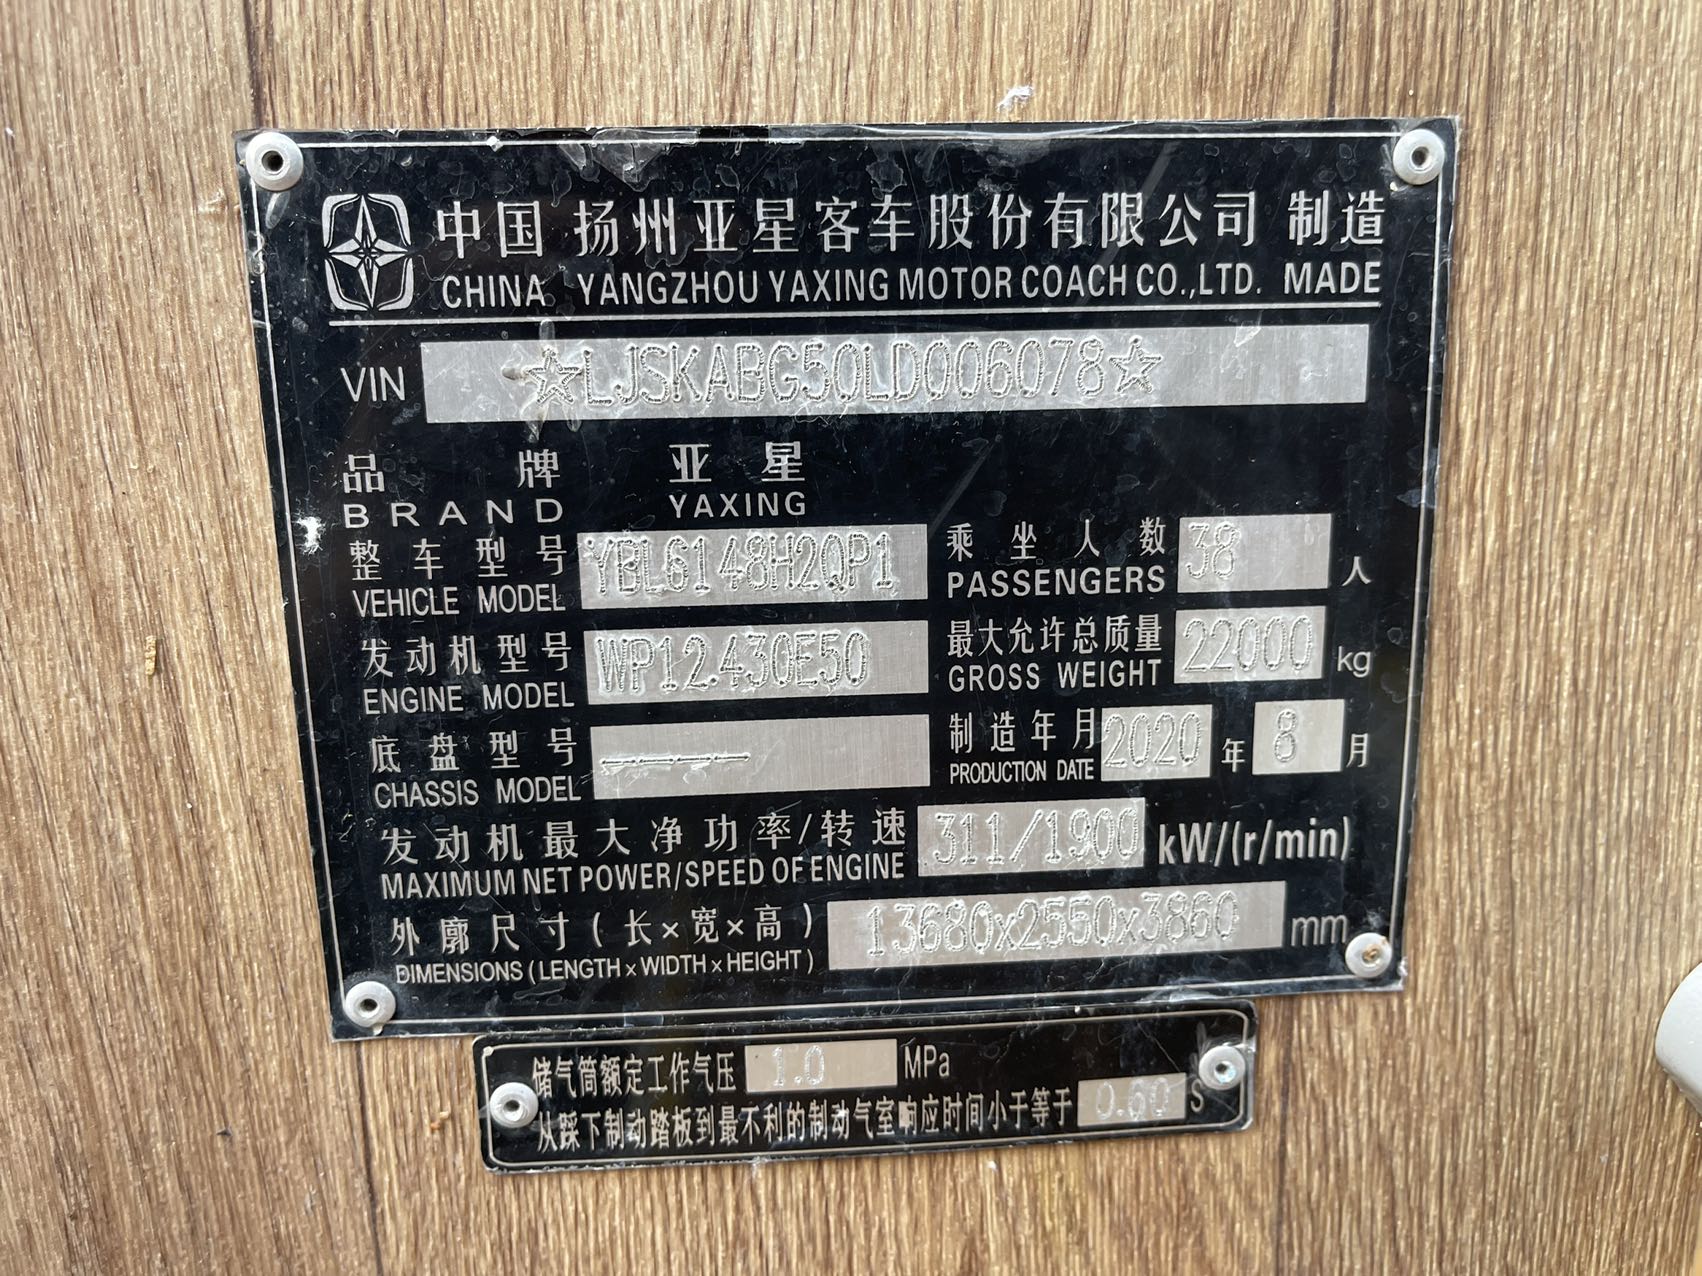 中国 扬州亚星客车股份有限公司 制造
CHINA YANGZHOU YAXING MOTOR COACH CO.,LTD. MADE
VIN ☆LJSKABG50LD006078☆
品牌 亚星
BRAND YAXING
整车型号 YBL6148H2QP1 乘坐人数 38 人
VEHICLE MODEL PASSENGERS
发动机型号 WP12.430E50 最大允许总质量 22000 kg
ENGINE MODEL GROSS WEIGHT
底盘型号 ———— 制造年月 2020 年 8 月
CHASSIS MODEL PRODUCTION DATE
发动机最大净功率/转速 311/1900 kW/(r/min)
MAXIMUM NET POWER/SPEED OF ENGINE
外廓尺寸(长×宽×高) 13680x2550x3860 mm
DIMENSIONS(LENGTH×WIDTH×HEIGHT)
储气筒额定工作气压 1.0 MPa
从踩下制动踏板到最不利的制动气室响应时间小于等于 0.60 S